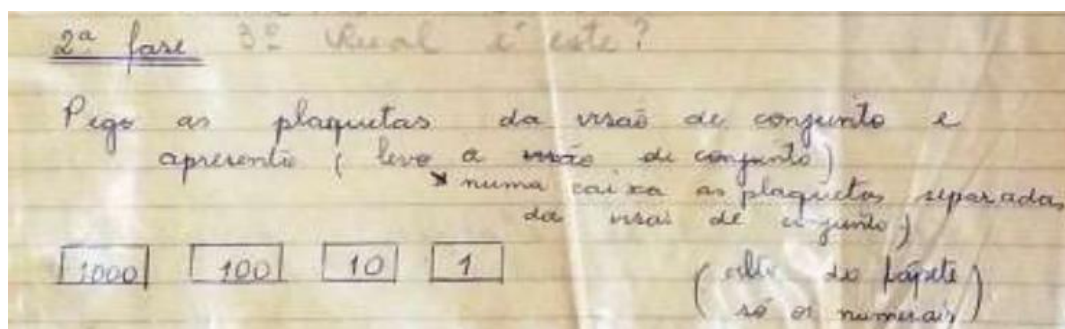 2ª fase 3º Qual é este?
Pego as plaquetas da visão de conjunto e
apresento ( levo a visão de conjunto)
numa caixa as plaquetas separadas
da visão de conjunto)
1000 100 10 1
( do tapete
só os numerais)